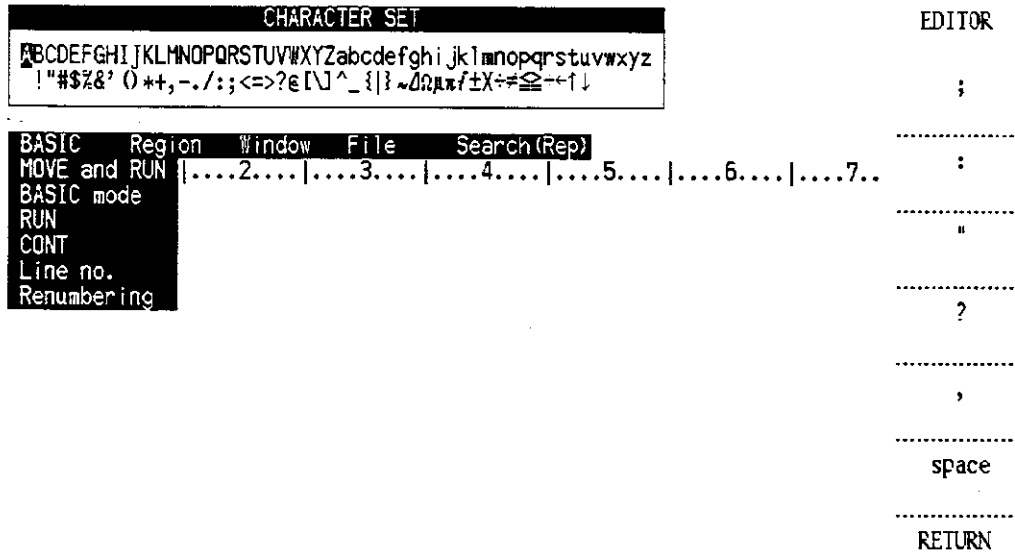 CHARACTER SET
ABCDEFGHIJKLMNOPQRSTUVWXYZabcdefghijklmnopqrstuvwxyz
!"#$%&'()*+,-./:;<=>?@[\]^_{|}~ΔΩμπƒ±X÷≠≦≧→←↑↓
BASIC Region Window File Search(Rep)
MOVE and RUN |....2....|....3....|....4....|....5....|....6....|....7..
BASIC mode
RUN
CONT
Line no.
Renumbering
EDITOR
;
:
"
?
,
space
RETURN